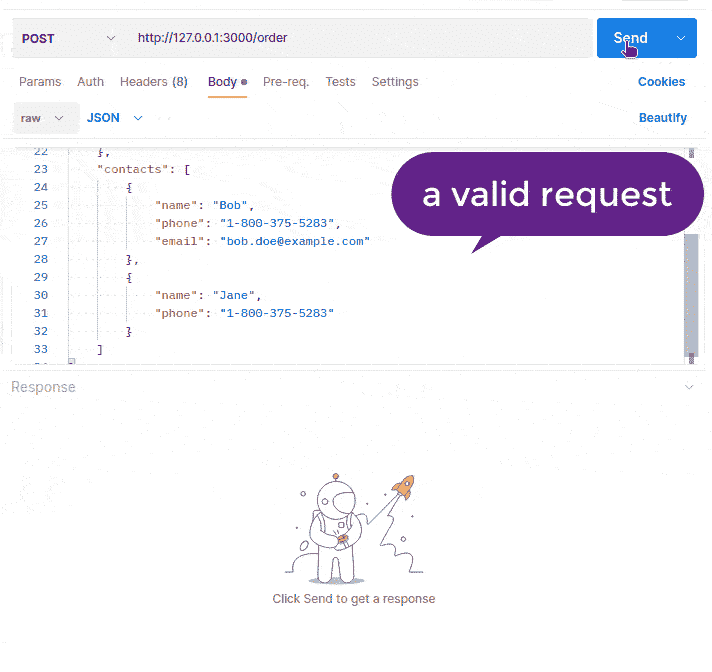 POST http://127.0.0.1:3000/order Send
Params Auth Headers (8) Body Pre-req. Tests Settings Cookies
raw JSON Beautify
22 },
23 "contacts": [
24 {
25 "name": "Bob",
26 "phone": "1-800-375-5283",
27 "email": "bob.doe@example.com"
28 },
29 {
30 "name": "Jane",
31 "phone": "1-800-375-5283"
32 }
33 ]
a valid request
Response
Click Send to get a response